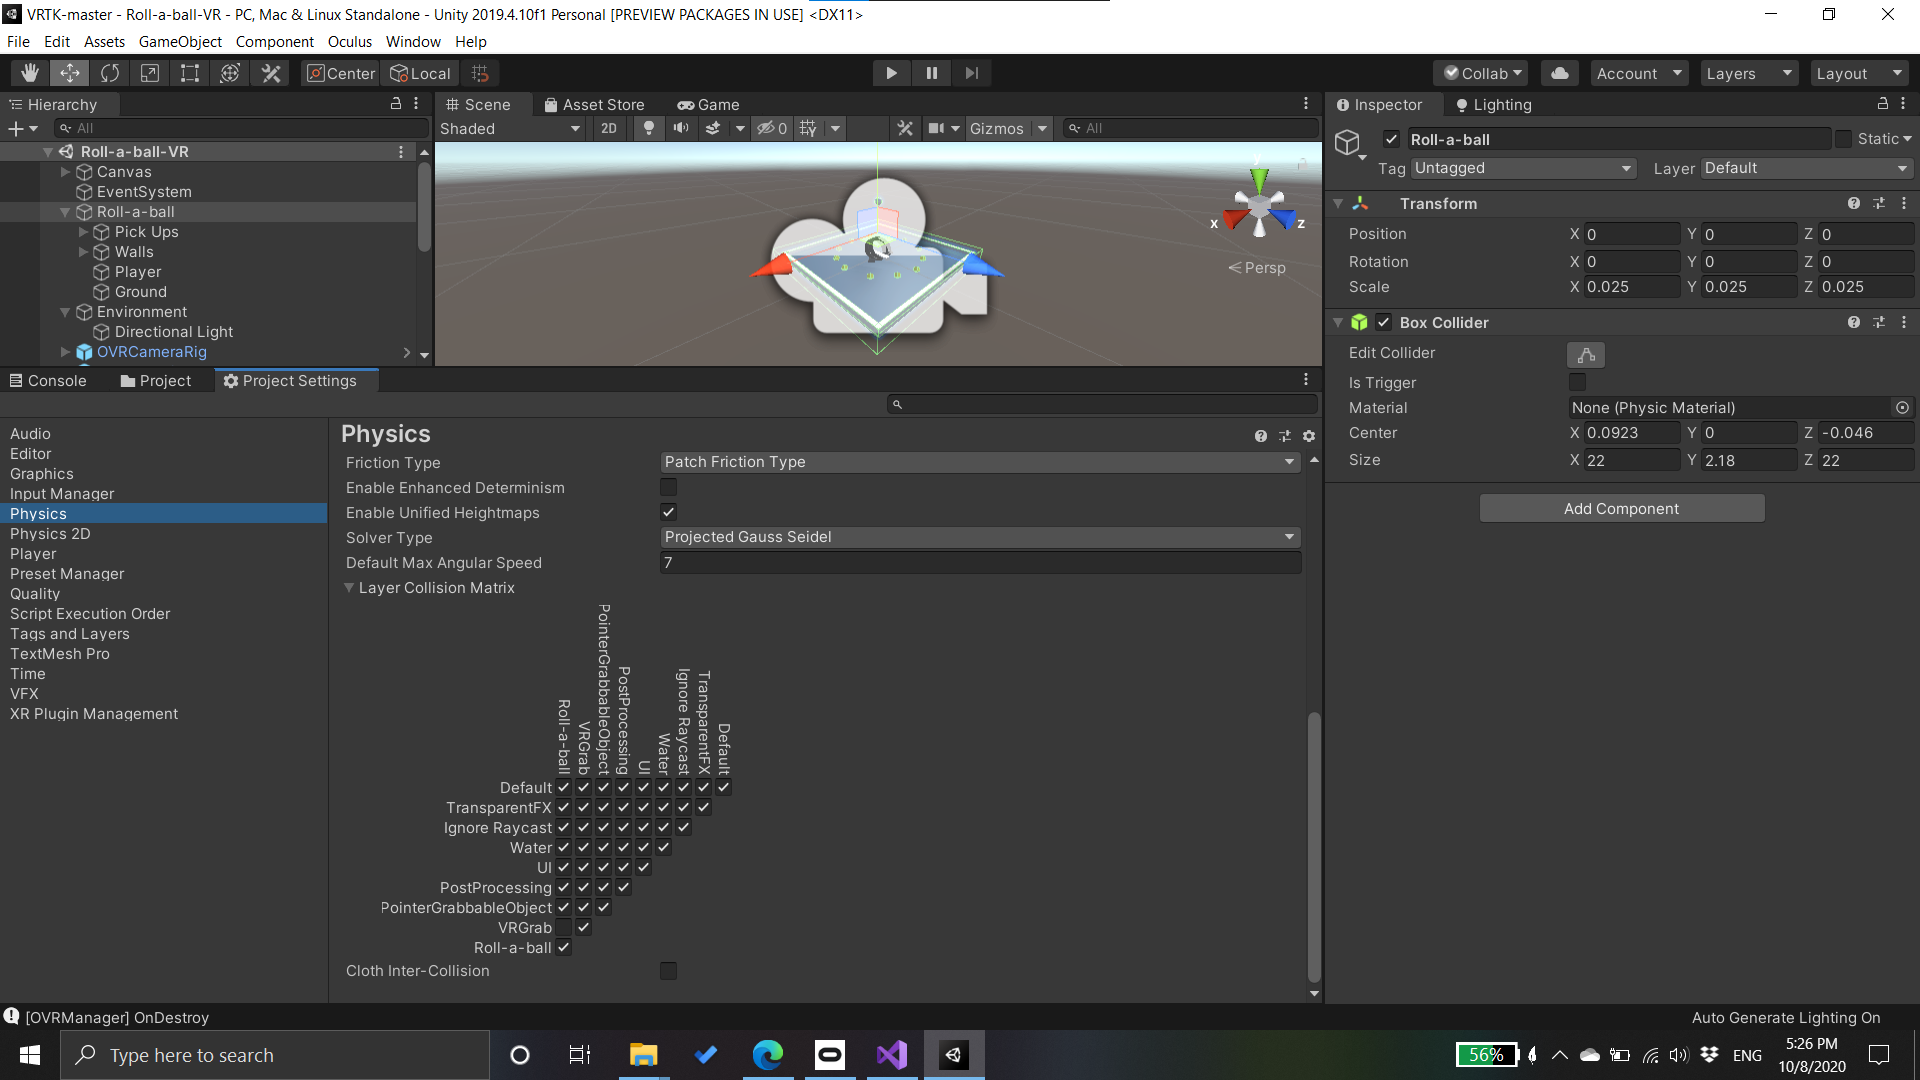 VRTK-master - Roll-a-ball-VR - PC, Mac & Linux Standalone - Unity 2019.4.10f1 Personal [PREVIEW PACKAGES IN USE] <DX11>
File Edit Assets GameObject Component Oculus Window Help
Center Local Collab Account Layers Layout
Hierarchy
All
Roll-a-ball-VR
Canvas
EventSystem
Roll-a-ball
Pick Ups
Walls
Player
Ground
Environment
Directional Light
OVRCameraRig
Scene Asset Store Game
Shaded 2D 0 Gizmos All
y
x z
Persp
Inspector Lighting
Roll-a-ball Static
Tag Untagged Layer Default
Transform
Position X 0 Y 0 Z 0
Rotation X 0 Y 0 Z 0
Scale X 0.025 Y 0.025 Z 0.025
Box Collider
Edit Collider
Is Trigger
Material None (Physic Material)
Center X 0.0923 Y 0 Z -0.046
Size X 22 Y 2.18 Z 22
Add Component
Console Project Project Settings
Audio
Editor
Graphics
Input Manager
Physics
Physics 2D
Player
Preset Manager
Quality
Script Execution Order
Tags and Layers
TextMesh Pro
Time
VFX
XR Plugin Management
Physics
Friction Type Patch Friction Type
Enable Enhanced Determinism
Enable Unified Heightmaps
Solver Type Projected Gauss Seidel
Default Max Angular Speed 7
Layer Collision Matrix
Roll-a-ball
VRGrab
PointerGrabbableObject
PostProcessing
UI
Water
Ignore Raycast
TransparentFX
Default
Default
TransparentFX
Ignore Raycast
Water
UI
PostProcessing
PointerGrabbableObject
VRGrab
Roll-a-ball
Cloth Inter-Collision
[OVRManager] OnDestroy
Auto Generate Lighting On
Type here to search
56%
ENG
5:26 PM
10/8/2020